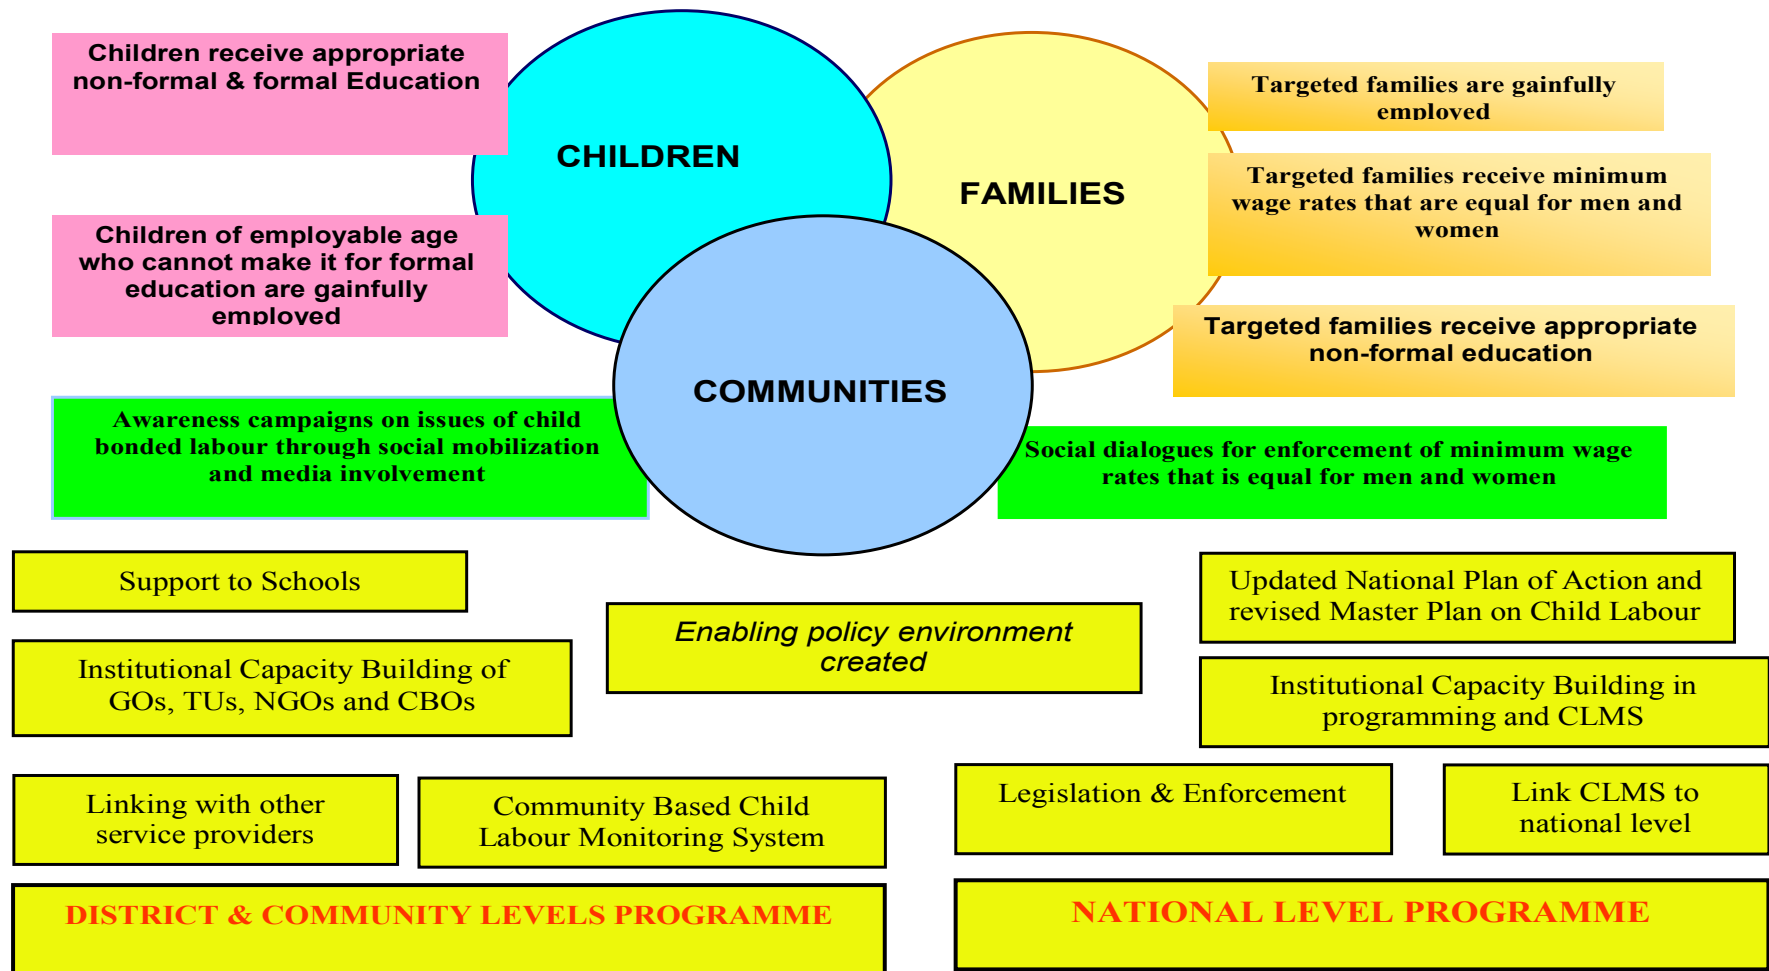 Children receive appropriate
non-formal & formal Education
CHILDREN
Children of employable age
who cannot make it for formal
education are gainfully
employed
FAMILIES
Targeted families are gainfully
employed
Targeted families receive minimum
wage rates that are equal for men and
women
Targeted families receive appropriate
non-formal education
COMMUNITIES
Awareness campaigns on issues of child
bonded labour through social mobilization
and media involvement
Social dialogues for enforcement of minimum wage
rates that is equal for men and women
Support to Schools
Institutional Capacity Building of
GOs, TUs, NGOs and CBOs
Enabling policy environment
created
Updated National Plan of Action and
revised Master Plan on Child Labour
Institutional Capacity Building in
programming and CLMS
Linking with other
service providers
Community Based Child
Labour Monitoring System
Legislation & Enforcement
Link CLMS to
national level
DISTRICT & COMMUNITY LEVELS PROGRAMME
NATIONAL LEVEL PROGRAMME